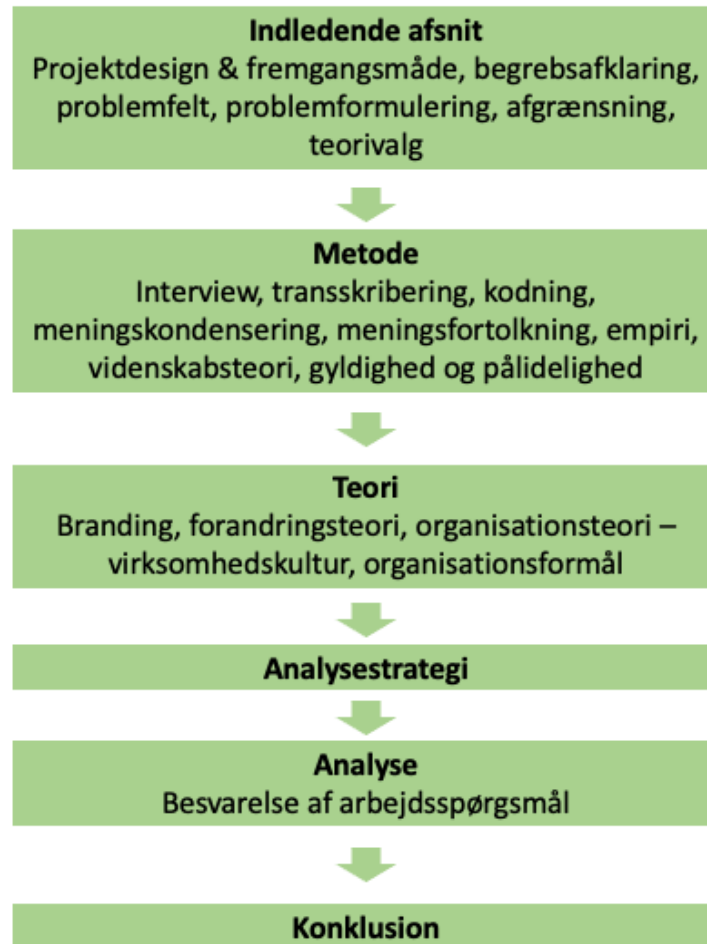 Indledende afsnit
Projektdesign & fremgangsmåde, begrebsafklaring,
problemfelt, problemformulering, afgrænsning,
teorivalg
Metode
Interview, transskribering, kodning,
meningskondensering, meningsfortolkning, empiri,
videnskabsteori, gyldighed og pålidelighed
Teori
Branding, forandringsteori, organisationsteori –
virksomhedskultur, organisationsformål
Analysestrategi
Analyse
Besvarelse af arbejdsspørgsmål
Konklusion